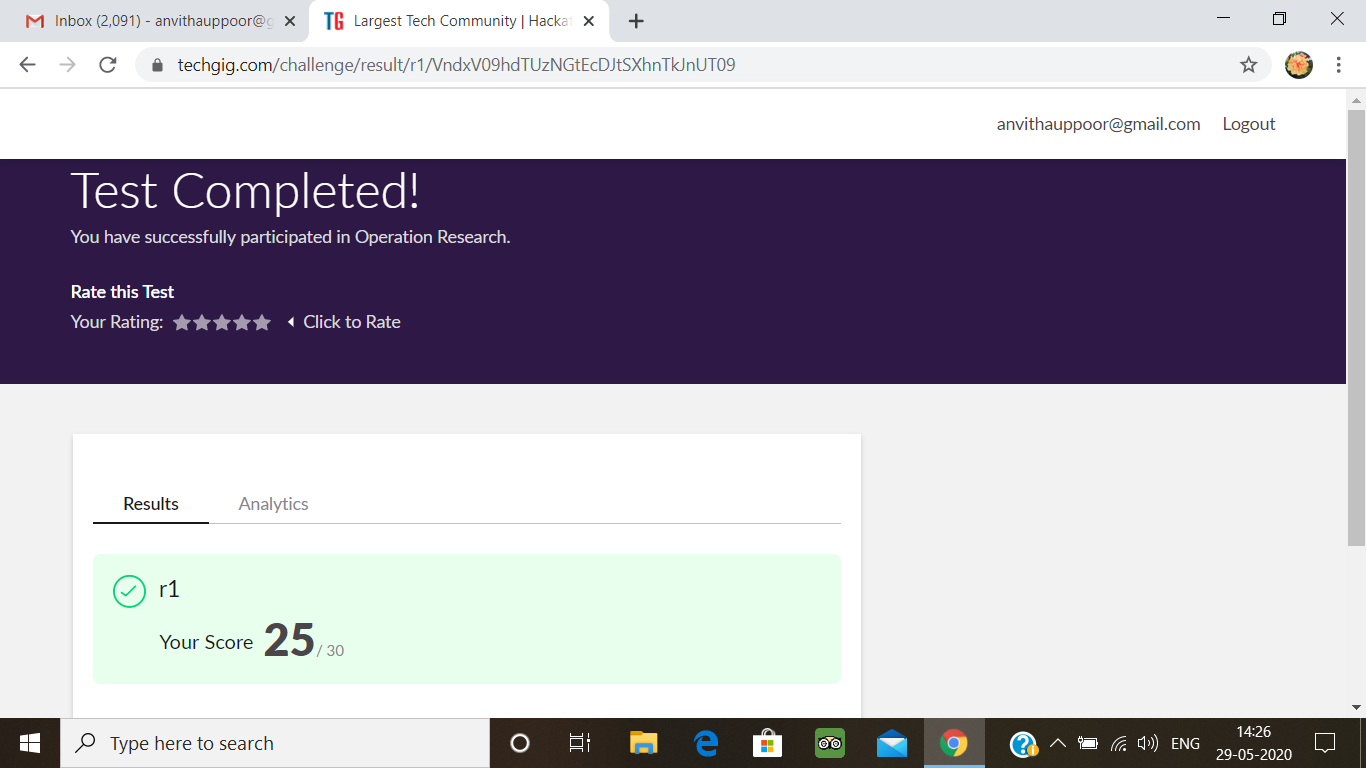 Inbox (2,091) - anvithauppoor@g
TG Largest Tech Community | Hackat
techgig.com/challenge/result/r1/VndxV09hdTUzNGtEcDJtSXhnTkJnUT09
anvithauppoor@gmail.com Logout
Test Completed!
You have successfully participated in Operation Research.
Rate this Test
Your Rating: Click to Rate
Results Analytics
r1
Your Score 25 / 30
Type here to search
ENG
14:26
29-05-2020